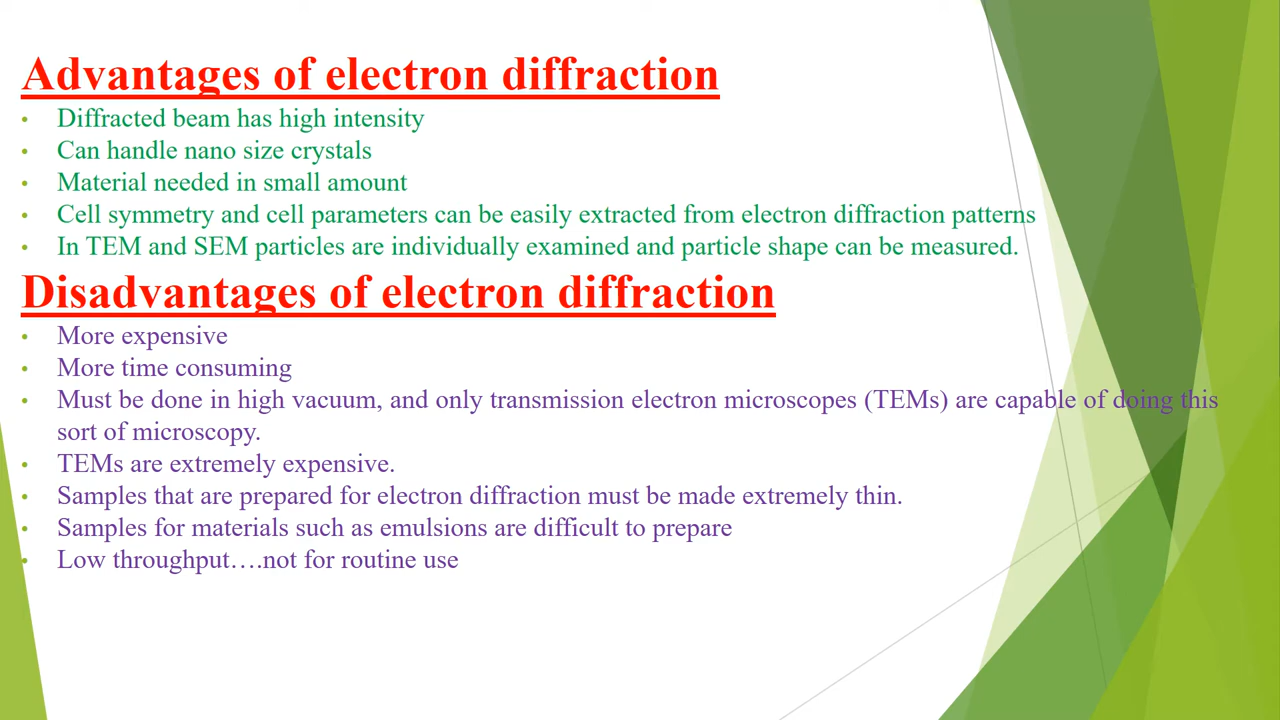 Advantages of electron diffraction
• Diffracted beam has high intensity
• Can handle nano size crystals
• Material needed in small amount
• Cell symmetry and cell parameters can be easily extracted from electron diffraction patterns
• In TEM and SEM particles are individually examined and particle shape can be measured.
Disadvantages of electron diffraction
• More expensive
• More time consuming
• Must be done in high vacuum, and only transmission electron microscopes (TEMs) are capable of doing this
sort of microscopy.
• TEMs are extremely expensive.
• Samples that are prepared for electron diffraction must be made extremely thin.
• Samples for materials such as emulsions are difficult to prepare
• Low throughput….not for routine use